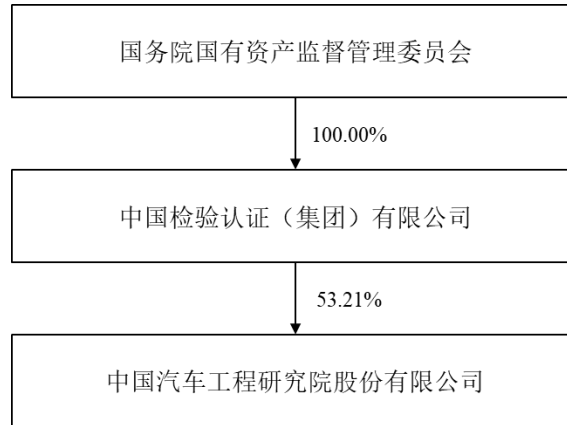 国务院国有资产监督管理委员会
100.00%
中国检验认证（集团）有限公司
53.21%
中国汽车工程研究院股份有限公司